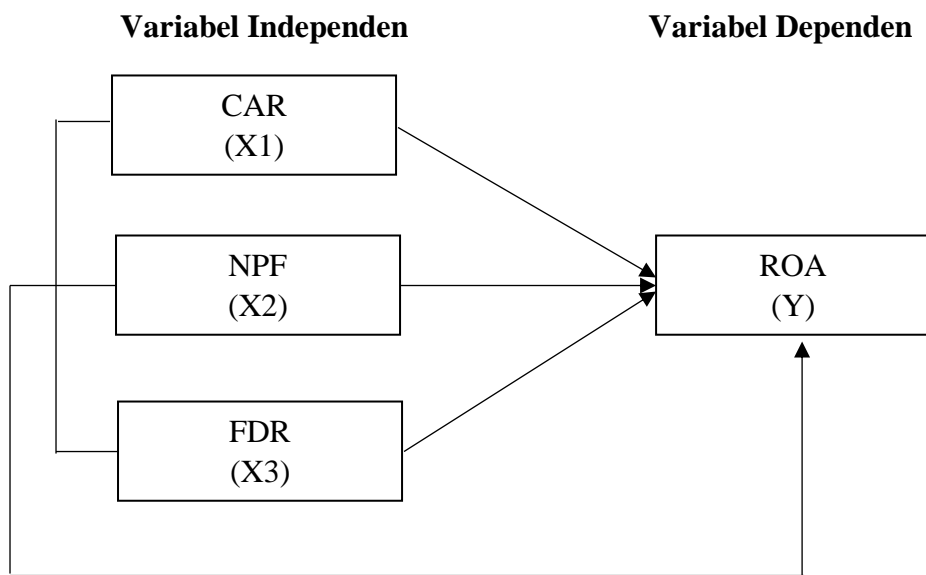 Variabel Independen
Variabel Dependen
CAR
(X1)
NPF
(X2)
ROA
(Y)
FDR
(X3)